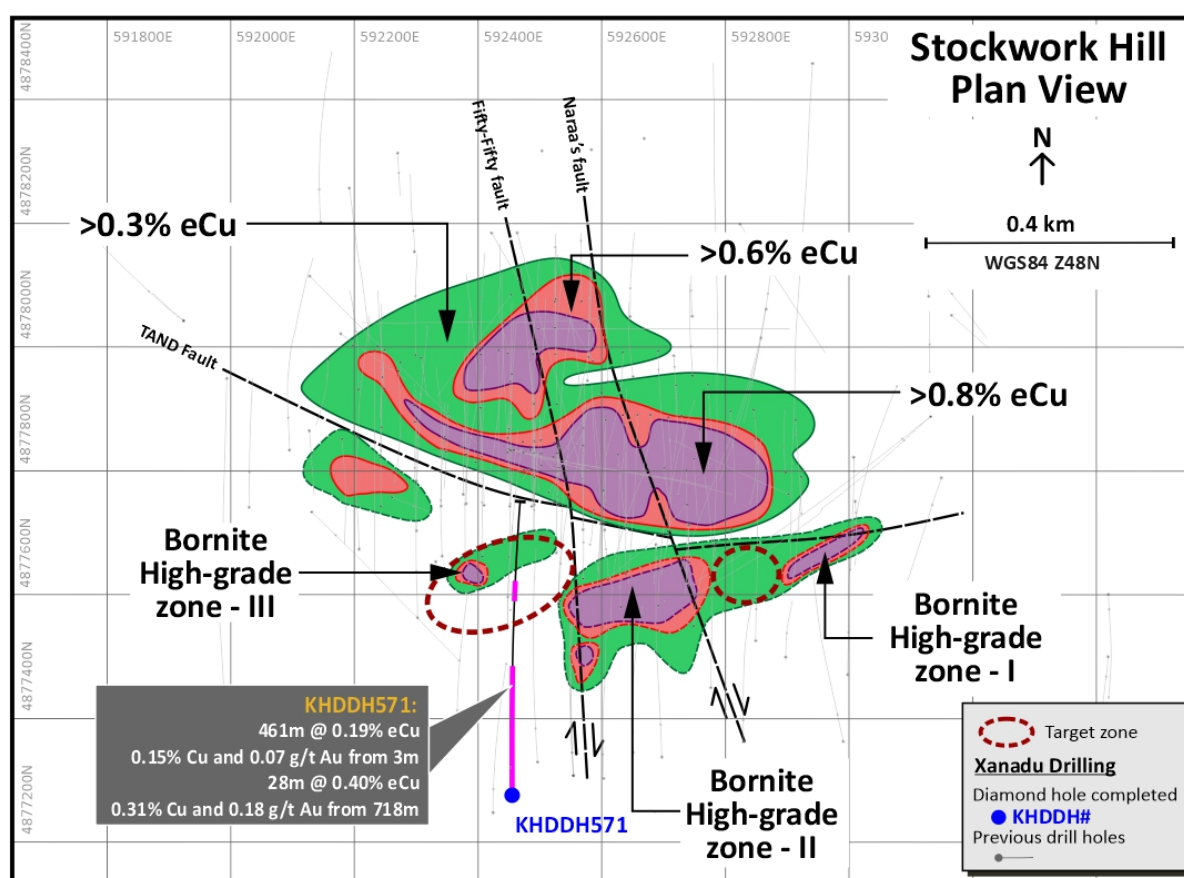 591800E
592000E
592200E
592400E
592600E
592800E
5930
Stockwork Hill
Plan View
N
0.4 km
WGS84 Z48N
4878400N
4878200N
4878000N
4877800N
4877600N
4877400N
4877200N
Fifty-Fifty fault
Naraa's fault
TAND Fault
>0.3% eCu
>0.6% eCu
>0.8% eCu
Bornite
High-grade
zone - III
Bornite
High-grade
zone - I
Bornite
High-grade
zone - II
KHDDH571:
461m @ 0.19% eCu
0.15% Cu and 0.07 g/t Au from 3m
28m @ 0.40% eCu
0.31% Cu and 0.18 g/t Au from 718m
KHDDH571
Target zone
Xanadu Drilling
Diamond hole completed
KHDDH#
Previous drill holes